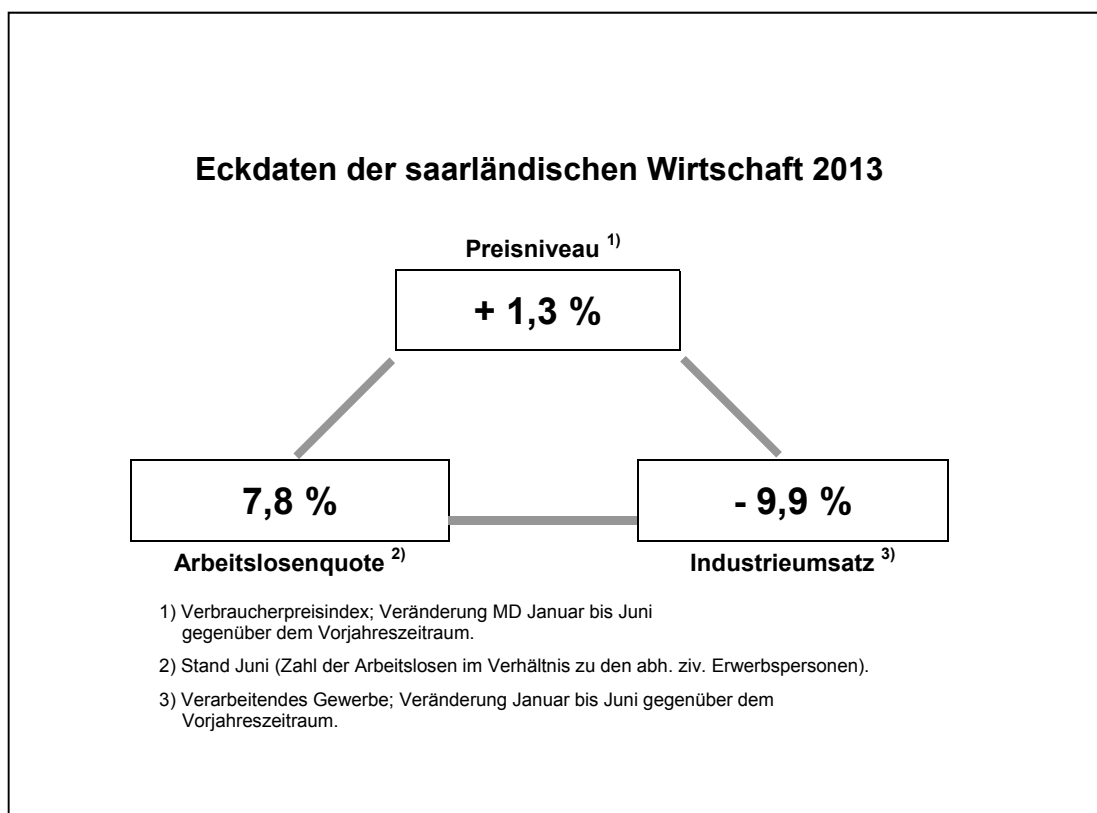 Eckdaten der saarländischen Wirtschaft 2013
Preisniveau 1)
+ 1,3 %
7,8 %
- 9,9 %
Arbeitslosenquote 2)
Industrieumsatz 3)
1) Verbraucherpreisindex; Veränderung MD Januar bis Juni
gegenüber dem Vorjahreszeitraum.
2) Stand Juni (Zahl der Arbeitslosen im Verhältnis zu den abh. ziv. Erwerbspersonen).
3) Verarbeitendes Gewerbe; Veränderung Januar bis Juni gegenüber dem
Vorjahreszeitraum.